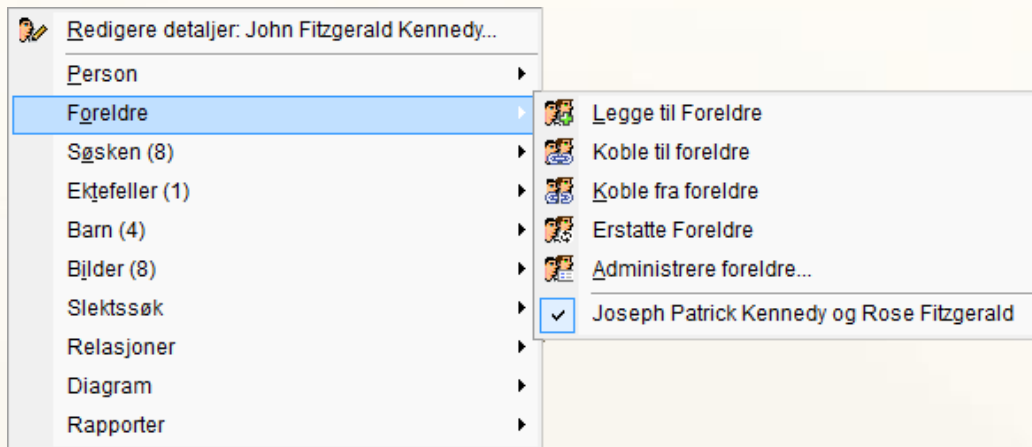 Redigere detaljer: John Fitzgerald Kennedy...
Person
Foreldre
Søsken (8)
Ektefeller (1)
Barn (4)
Bilder (8)
Slektssøk
Relasjoner
Diagram
Rapporter
Legge til Foreldre
Koble til foreldre
Koble fra foreldre
Erstatte Foreldre
Administrere foreldre...
Joseph Patrick Kennedy og Rose Fitzgerald